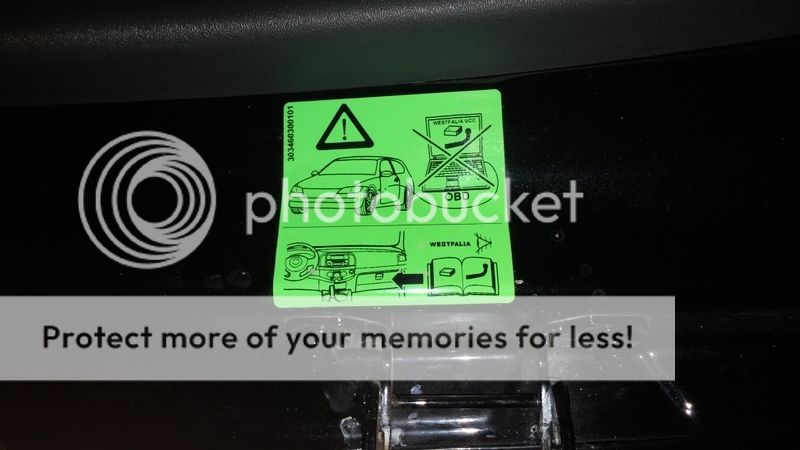 303460300101
WESTFALIA UCC
OBD
photobucket
WESTFALIA
Protect more of your memories for less!